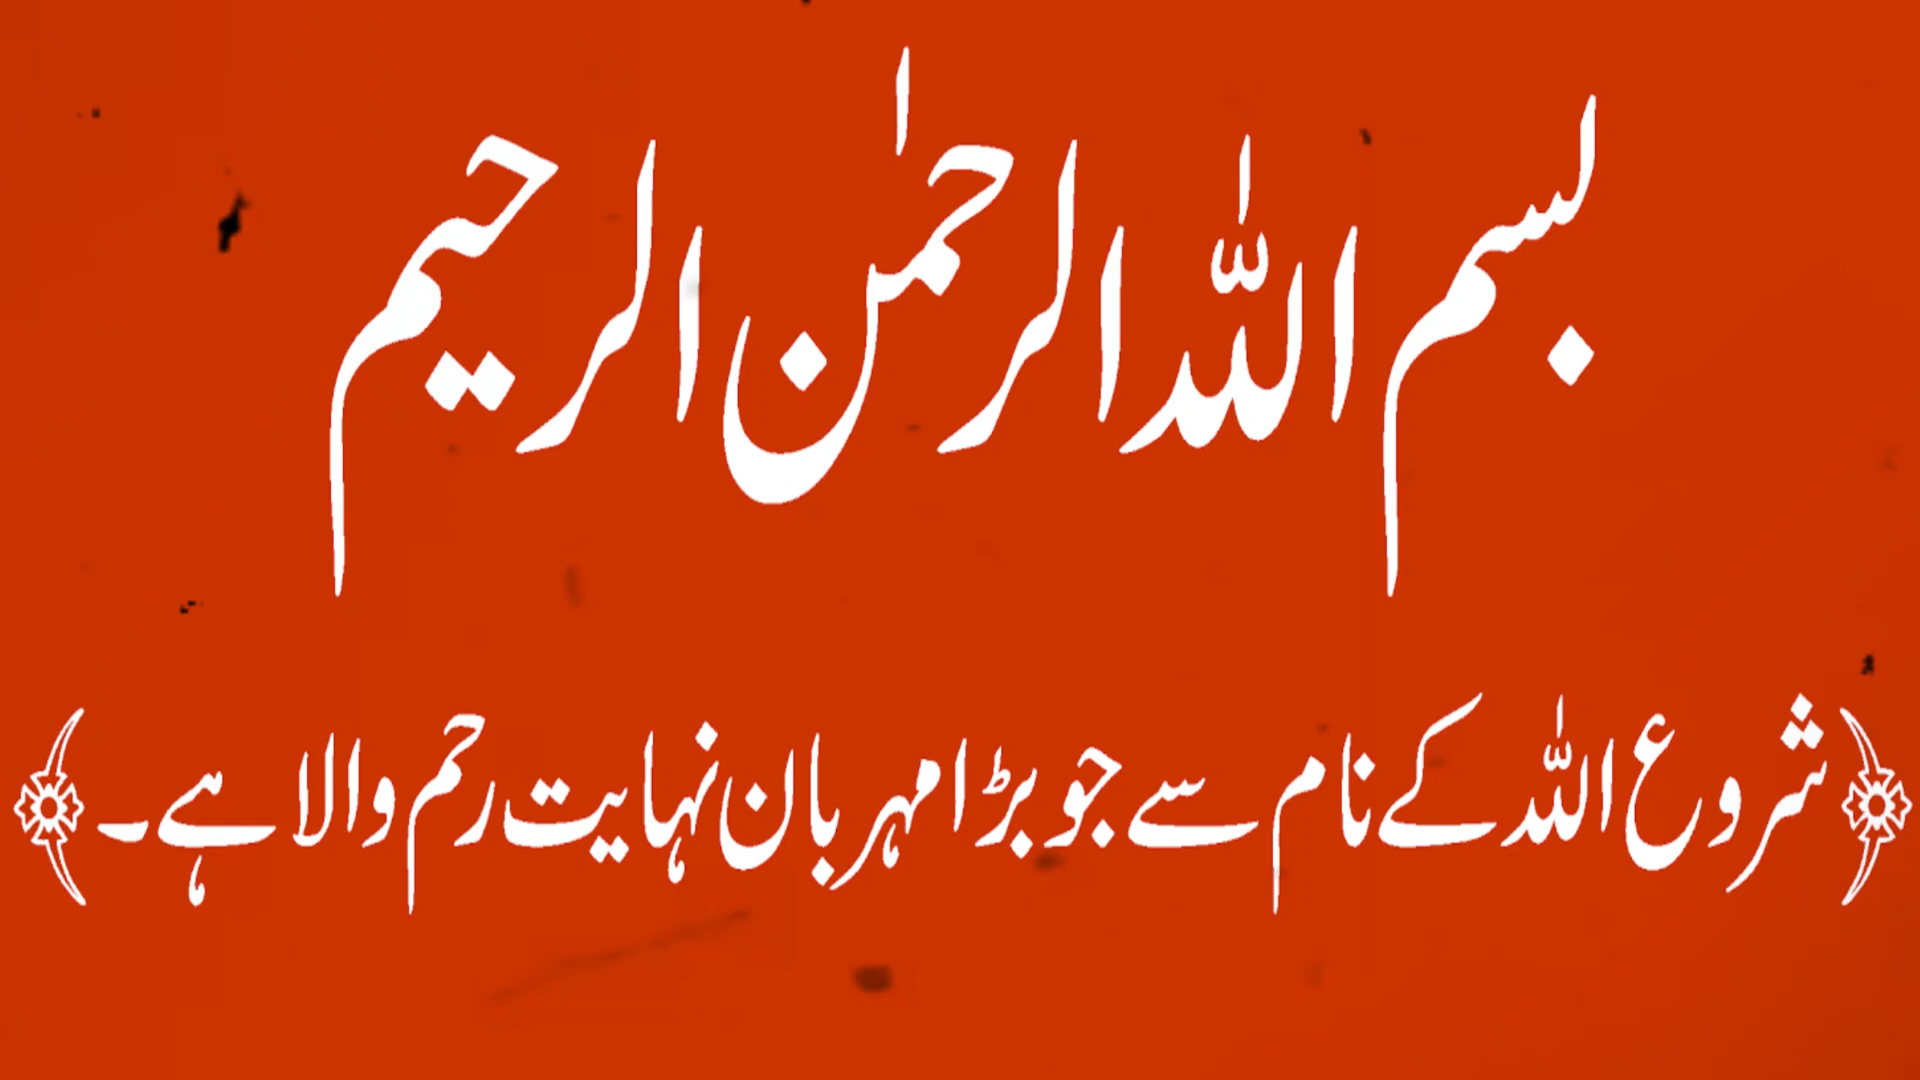 بسم اللہ الرحمٰن الرحیم
﴿شروع اللہ کے نام سے جو بڑا مہربان نہایت رحم والا ہے۔﴾